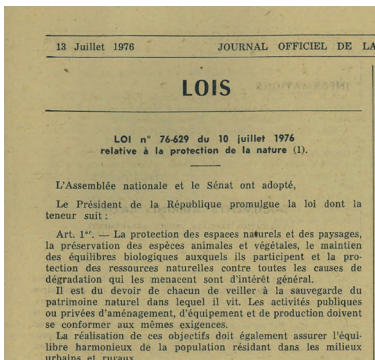 13 Juillet 1976 JOURNAL OFFICIEL DE LA
LOIS
LOI n° 76-629 du 10 juillet 1976
relative à la protection de la nature (1).
L'Assemblée nationale et le Sénat ont adopté,
Le Président de la République promulgue la loi dont la
teneur suit :
Art. 1er. — La protection des espaces naturels et des paysages,
la préservation des espèces animales et végétales, le maintien
des équilibres biologiques auxquels ils participent et la pro-
tection des ressources naturelles contre toutes les causes de
dégradation qui les menacent sont d'intérêt général.
Il est du devoir de chacun de veiller à la sauvegarde du
patrimoine naturel dans lequel il vit. Les activités publiques
ou privées d'aménagement, d'équipement et de production doivent
se conformer aux mêmes exigences.
La réalisation de ces objectifs doit également assurer l'équi-
libre harmonieux de la population résidant dans les milieux
urbains et ruraux